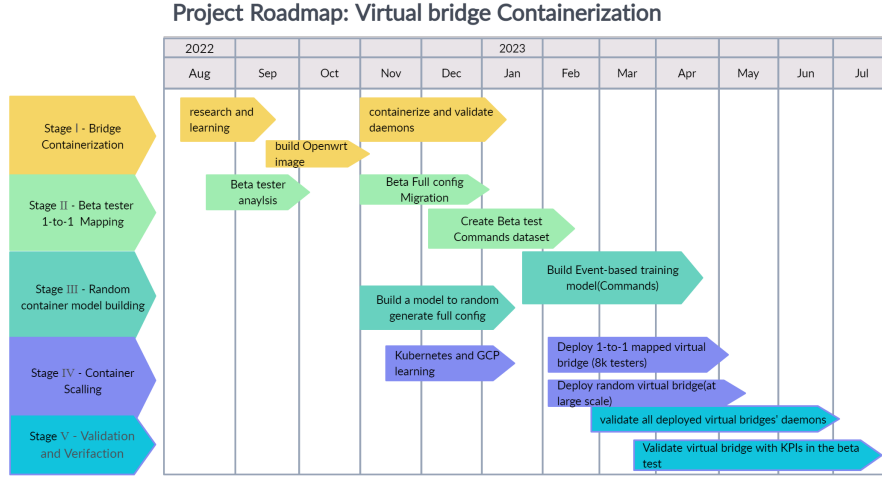 Project Roadmap: Virtual bridge Containerization
2022
2023
Aug
Sep
Oct
Nov
Dec
Jan
Feb
Mar
Apr
May
Jun
Jul
Stage I - Bridge
Containerization
research and
learning
containerize and validate
daemons
build Openwrt
image
Stage II - Beta tester
1-to-1 Mapping
Beta tester
anaylsis
Beta Full config
Migration
Create Beta test
Commands dataset
Stage III - Random
container model building
Build Event-based training
model(Commands)
Build a model to random
generate full config
Stage IV - Container
Scalling
Kubernetes and GCP
learning
Deploy 1-to-1 mapped virtual
bridge (8k testers)
Deploy random virtual bridge(at
large scale)
Stage V - Validation
and Verifaction
validate all deployed virtual bridges' daemons
Validate virtual bridge with KPIs in the beta
test